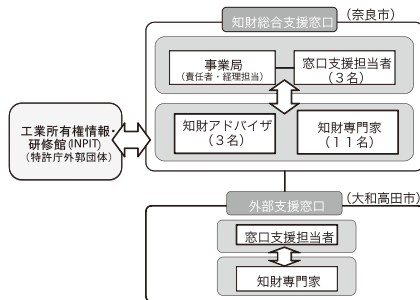 知財総合支援窓口
(奈良市)
事業局
(責任者・経理担当)
窓口支援担当者
(3名)
知財アドバイザ
(3名)
知財専門家
(11名)
工業所有権情報・
研修館(INPIT)
(特許庁外郭団体)
外部支援窓口
(大和高田市)
窓口支援担当者
知財専門家